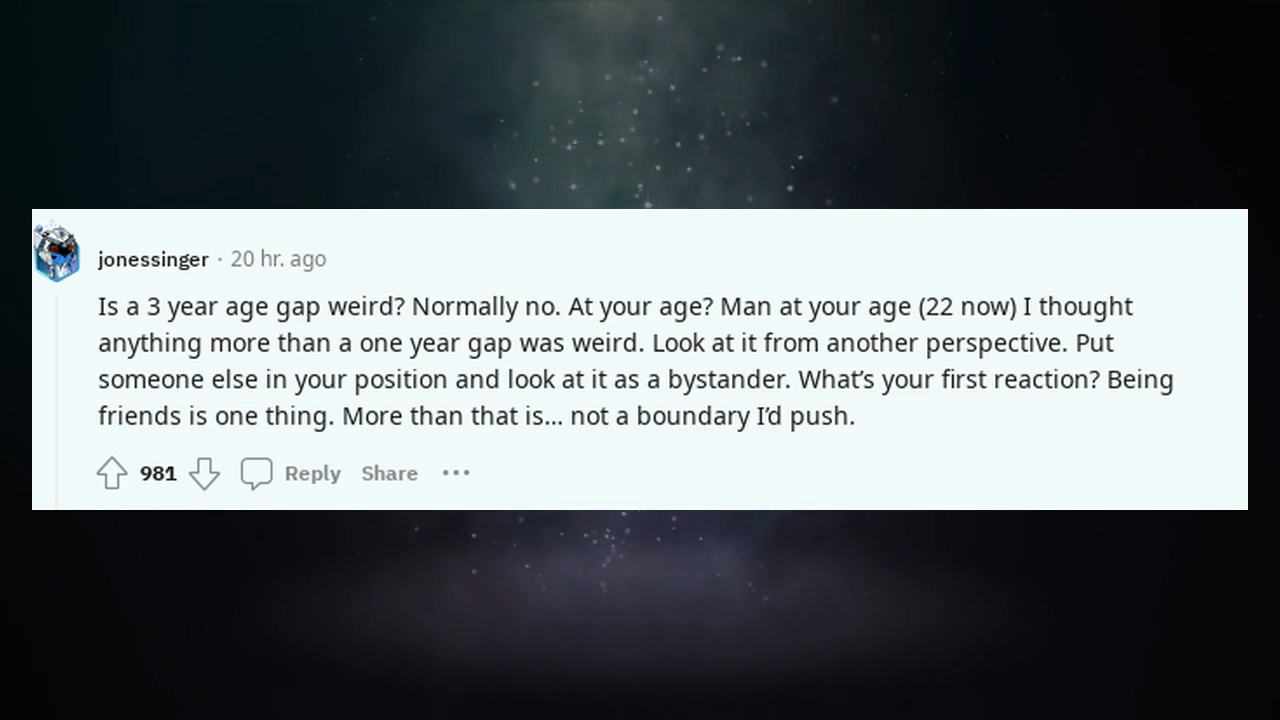 jonessinger · 20 hr. ago
Is a 3 year age gap weird? Normally no. At your age? Man at your age (22 now) I thought
anything more than a one year gap was weird. Look at it from another perspective. Put
someone else in your position and look at it as a bystander. What's your first reaction? Being
friends is one thing. More than that is... not a boundary I'd push.
981 Reply Share ···